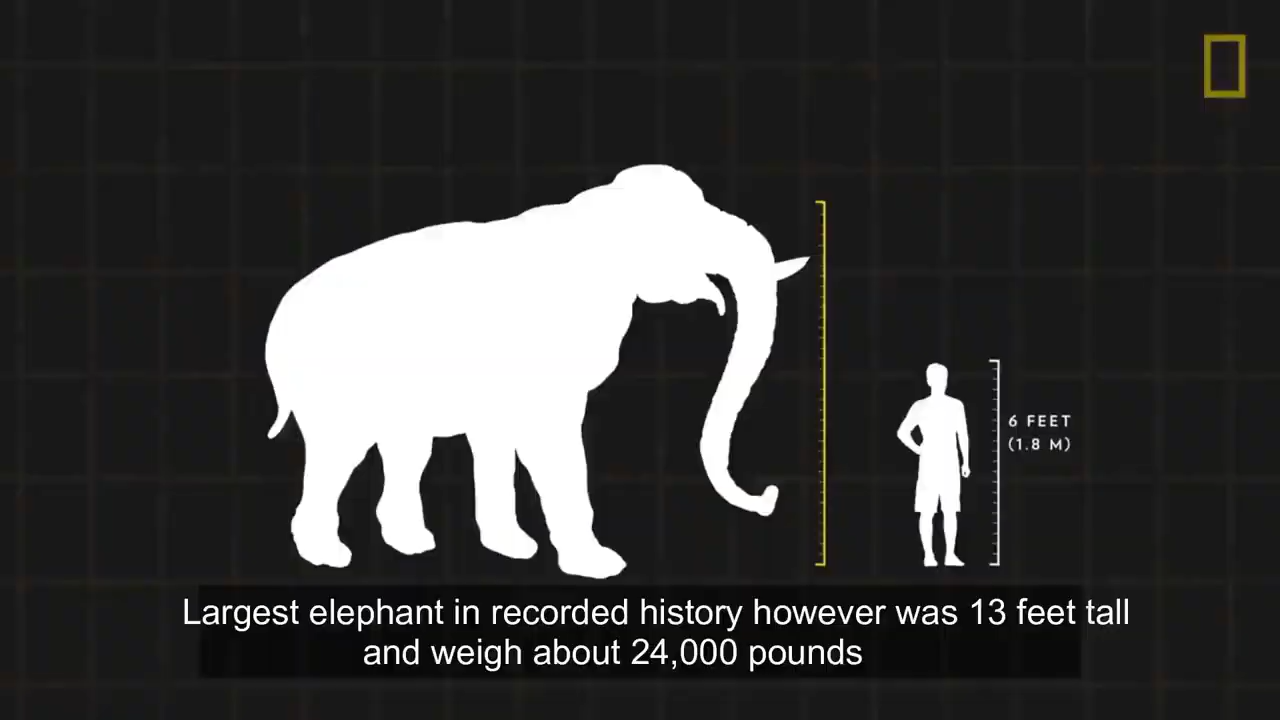 6 FEET
(1.8 M)
Largest elephant in recorded history however was 13 feet tall
and weigh about 24,000 pounds